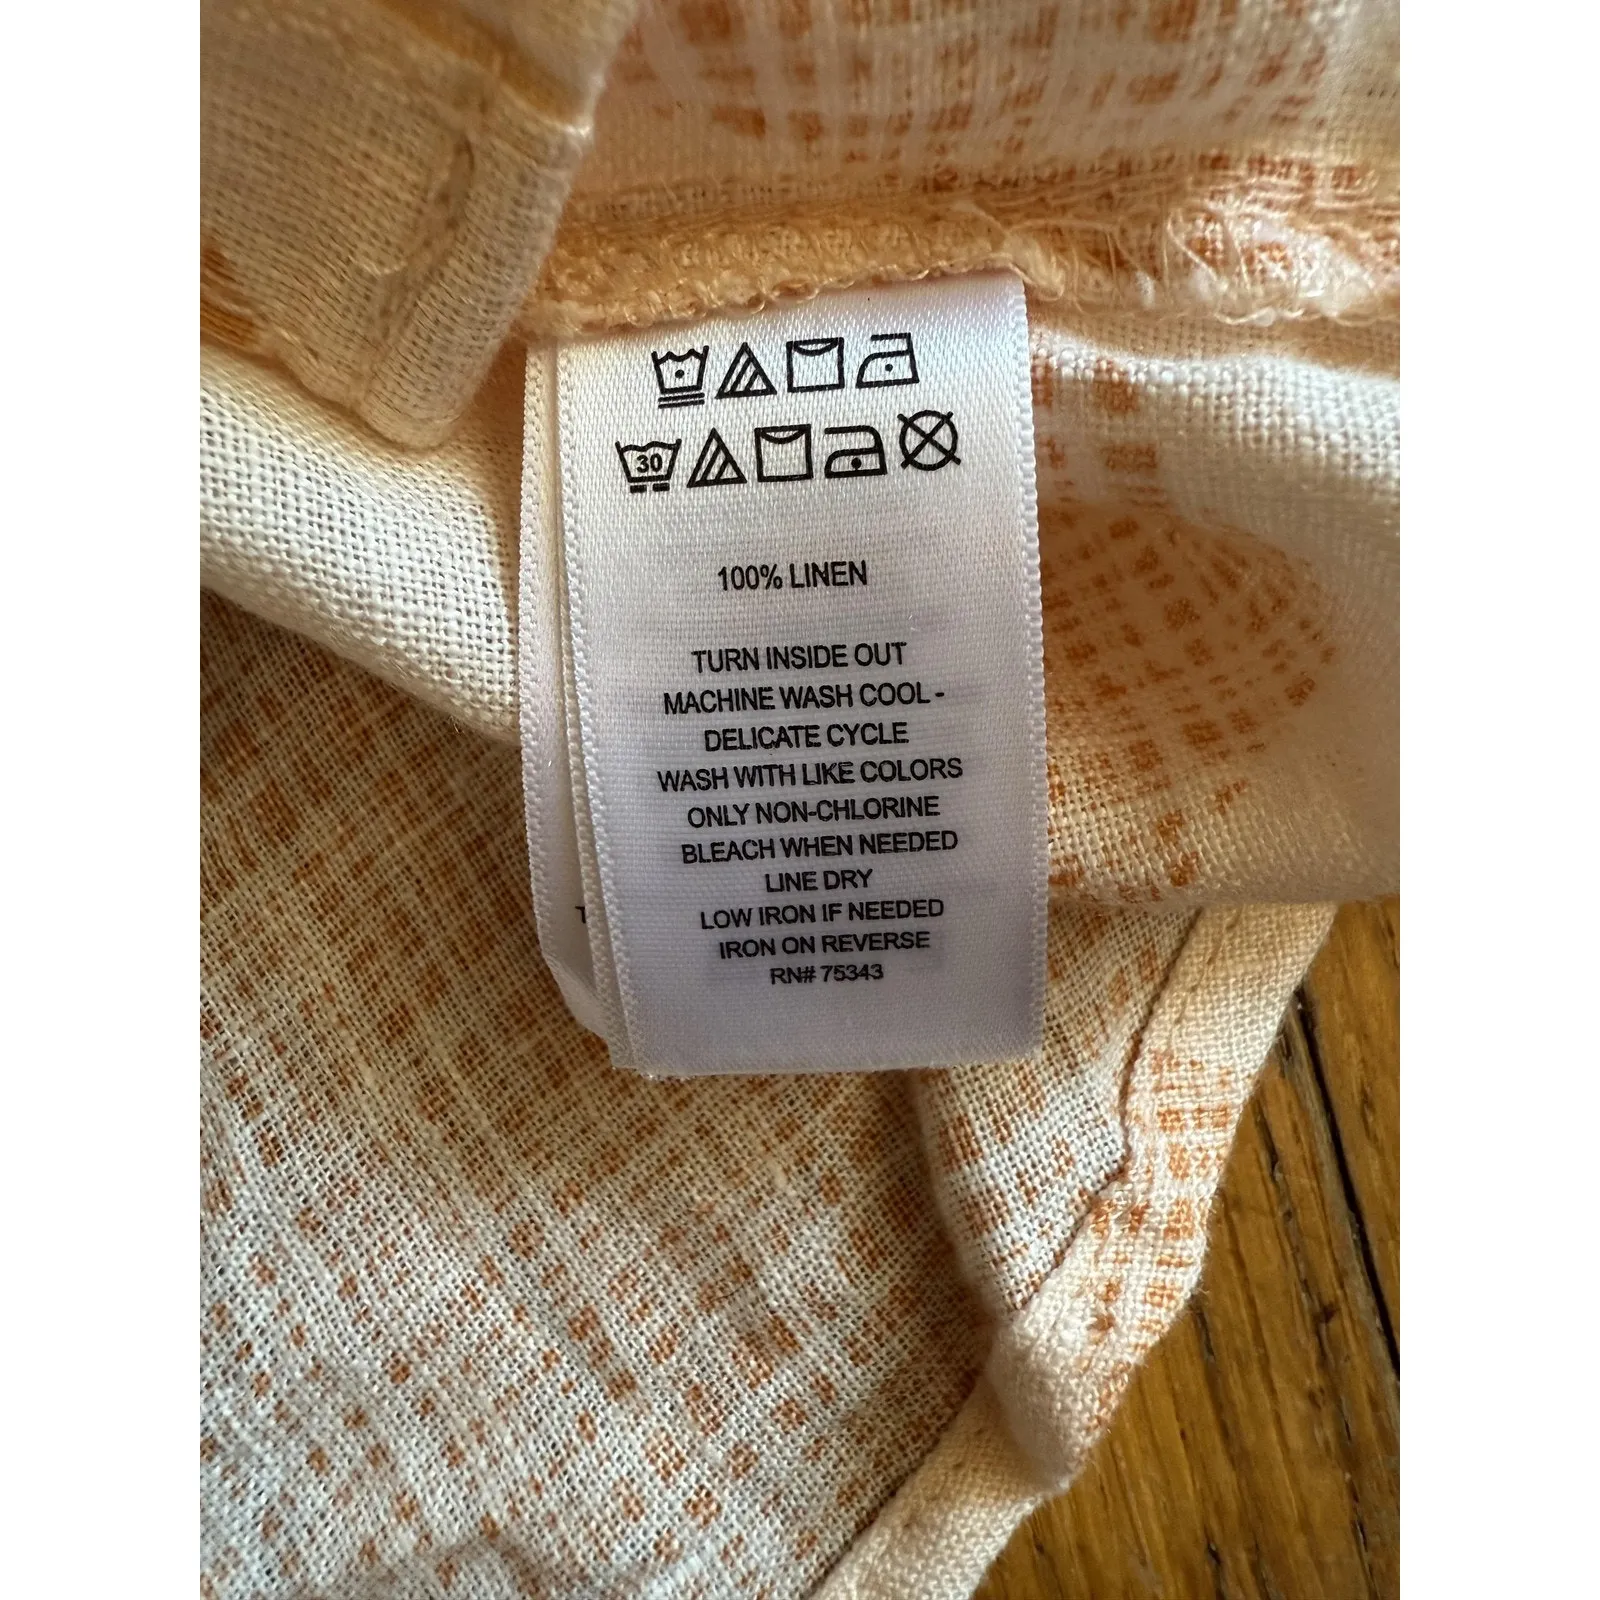 30
100% LINEN
TURN INSIDE OUT
MACHINE WASH COOL -
DELICATE CYCLE
WASH WITH LIKE COLORS
ONLY NON-CHLORINE
BLEACH WHEN NEEDED
LINE DRY
LOW IRON IF NEEDED
IRON ON REVERSE
RN# 75343